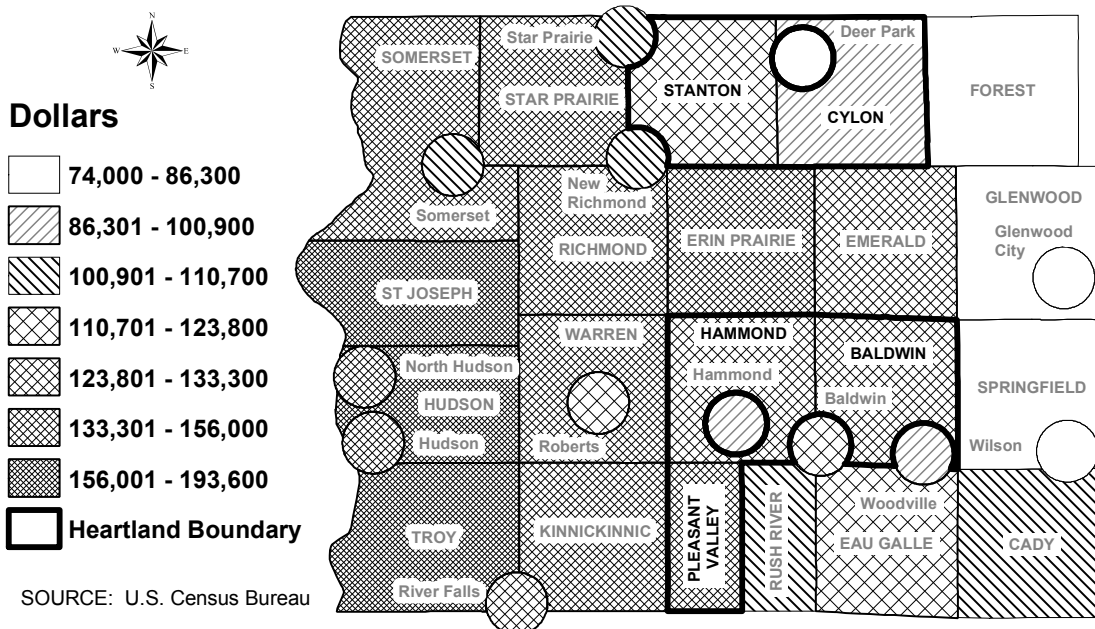 N
W
E
S
Dollars
74,000 - 86,300
86,301 - 100,900
100,901 - 110,700
110,701 - 123,800
123,801 - 133,300
133,301 - 156,000
156,001 - 193,600
Heartland Boundary
SOURCE: U.S. Census Bureau
SOMERSET
Star Prairie
STAR PRAIRIE
STANTON
Deer Park
CYLON
FOREST
Somerset
New
Richmond
RICHMOND
ERIN PRAIRIE
EMERALD
GLENWOOD
Glenwood
City
ST JOSEPH
North Hudson
HUDSON
Hudson
WARREN
Roberts
HAMMOND
Hammond
BALDWIN
Baldwin
SPRINGFIELD
Wilson
TROY
River Falls
KINNICKINNIC
PLEASANT
VALLEY
RUSH RIVER
Woodville
EAU GALLE
CADY